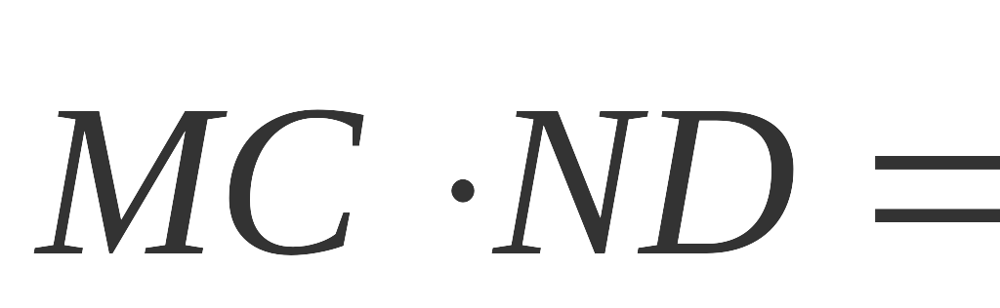 MC ·ND =